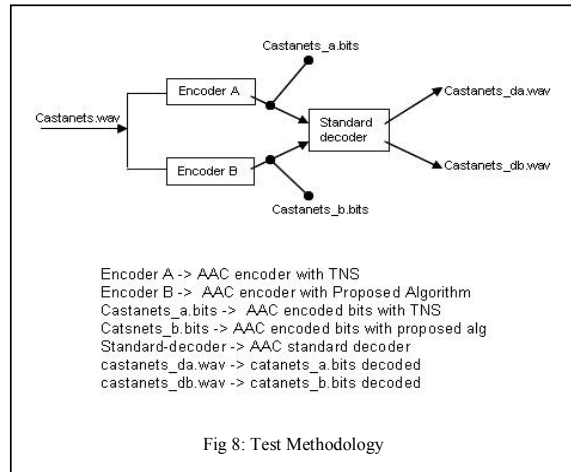 Castanets_a.bits
Encoder A
Castanets_da.wav
Castanets.wav
Standard
decoder
Encoder B
Castanets_db.wav
Castanets_b.bits
Encoder A -> AAC encoder with TNS
Encoder B -> AAC encoder with Proposed Algorithm
Castanets_a.bits -> AAC encoded bits with TNS
Catsnets_b.bits -> AAC encoded bits with proposed alg
Standard-decoder -> AAC standard decoder
castanets_da.wav -> catanets_a.bits decoded
castanets_db.wav -> catanets_b.bits decoded
Fig 8: Test Methodology